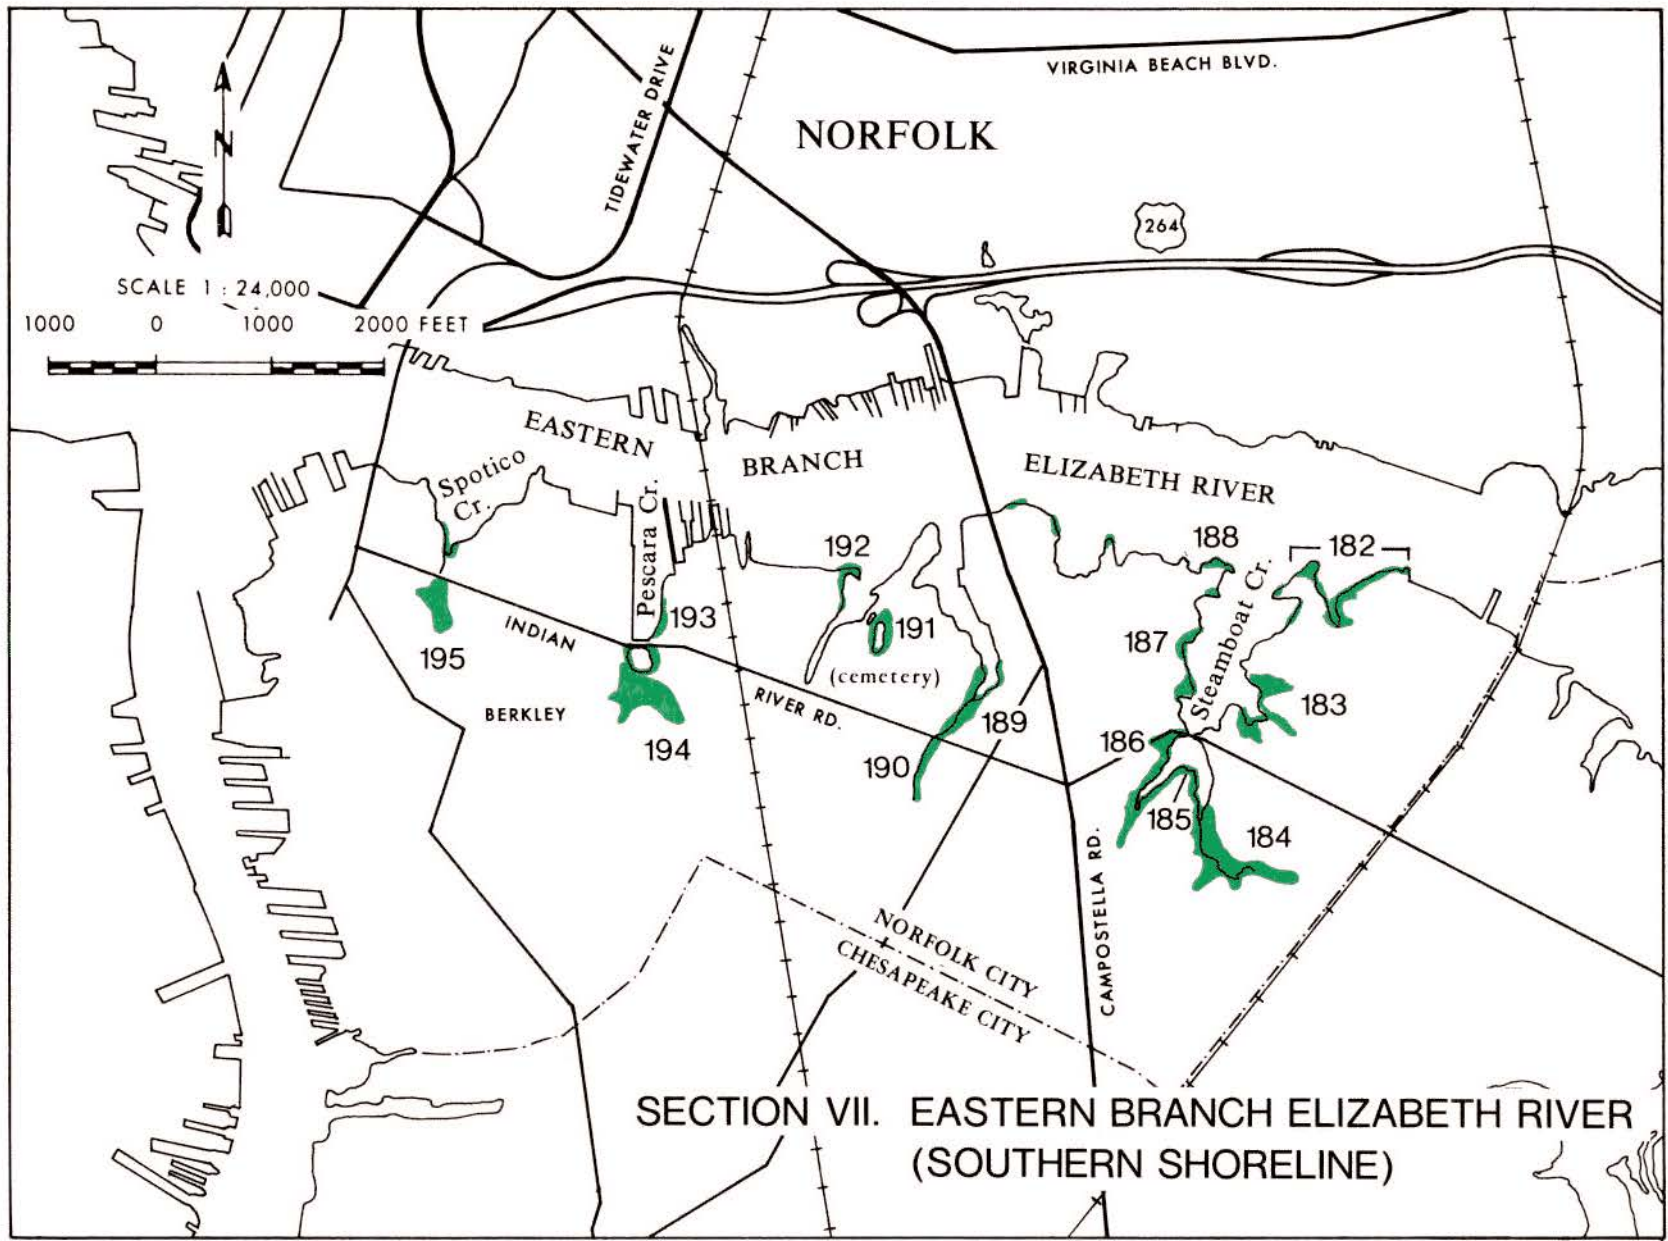 VIRGINIA BEACH BLVD.
TIDEWATER DRIVE
NORFOLK
N
264
SCALE 1 : 24,000
1000 0 1000 2000 FEET
EASTERN BRANCH ELIZABETH RIVER
Spotico
Cr.
Pescara Cr.
192
188
182
Steamboat Cr.
193
191
187
195
INDIAN RIVER RD.
(cemetery)
183
BERKLEY
189
186
194
190
185
184
CAMPOSTELLA RD.
NORFOLK CITY
CHESAPEAKE CITY
SECTION VII. EASTERN BRANCH ELIZABETH RIVER
(SOUTHERN SHORELINE)